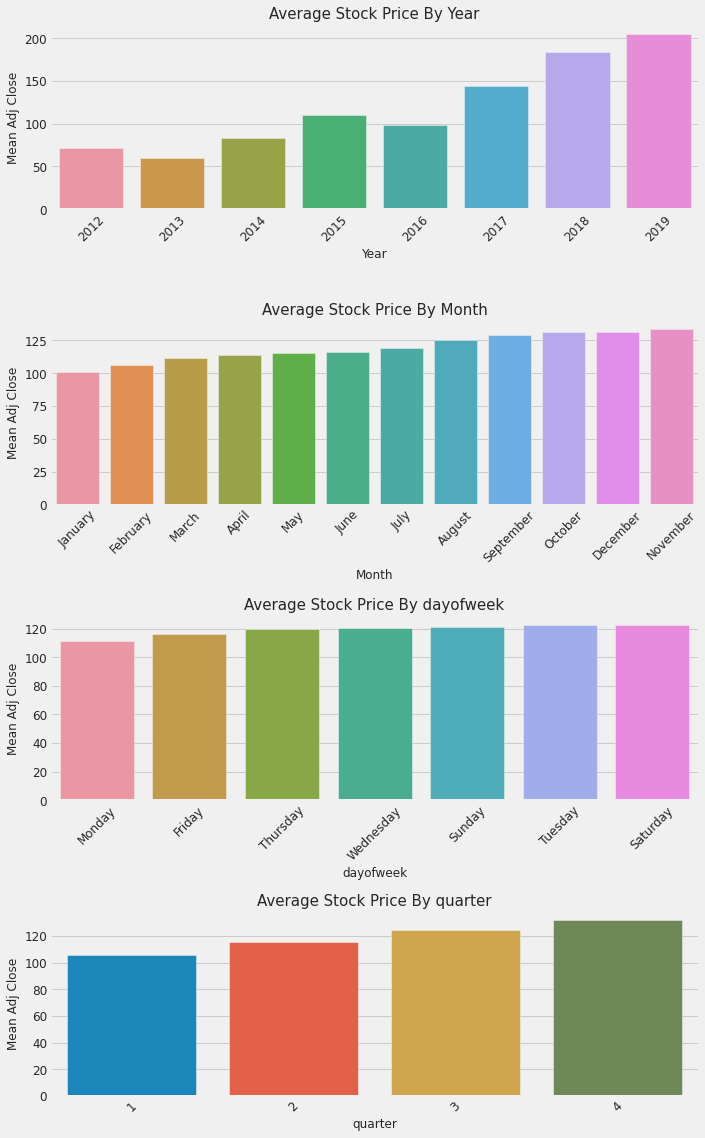 Average Stock Price By Year
Mean Adj Close
200
150
100
50
0
2012 2013 2014 2015 2016 2017 2018 2019
Year
Average Stock Price By Month
Mean Adj Close
125
100
75
50
25
0
January February March April May June July August September October December November
Month
Average Stock Price By dayofweek
Mean Adj Close
120
100
80
60
40
20
0
Monday Friday Thursday Wednesday Sunday Tuesday Saturday
dayofweek
Average Stock Price By quarter
Mean Adj Close
120
100
80
60
40
20
0
1 2 3 4
quarter